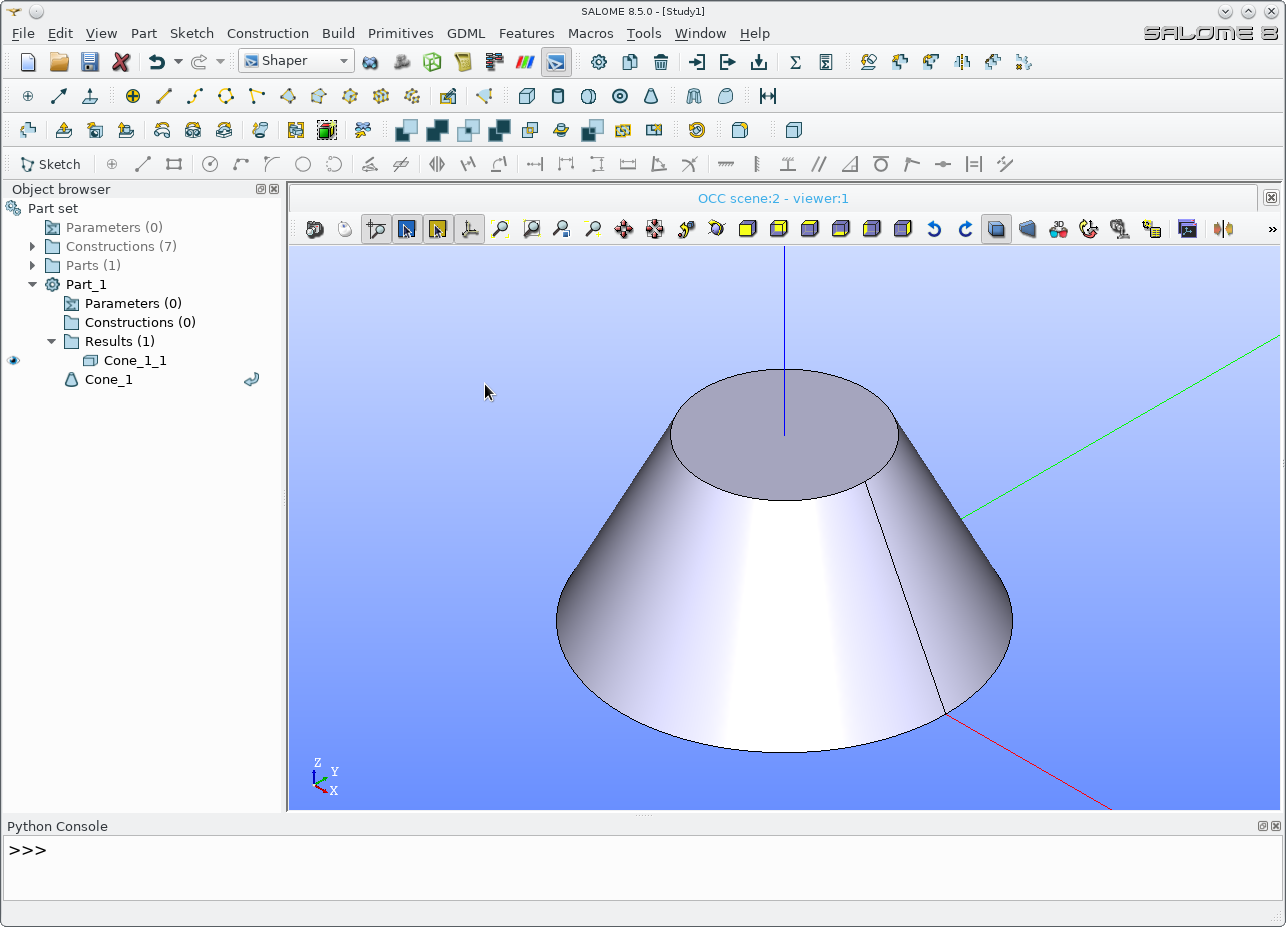 SALOME 8.5.0 - [Study1]
File Edit View Part Sketch Construction Build Primitives GDML Features Macros Tools Window Help
SALOME 8
Shaper
Sketch
Object browser
Part set
Parameters (0)
Constructions (7)
Parts (1)
Part_1
Parameters (0)
Constructions (0)
Results (1)
Cone_1_1
Cone_1
OCC scene:2 - viewer:1
»
Z
Y
X
Python Console
>>>